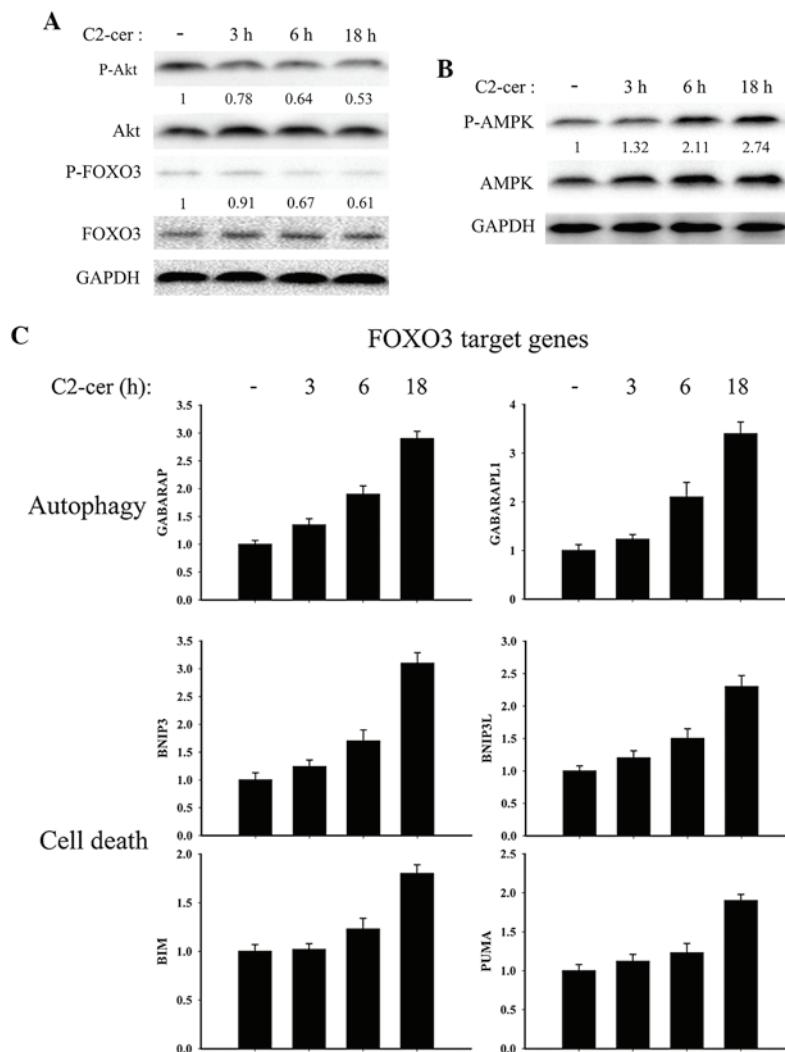 A
C2-cer : - 3 h 6 h 18 h
P-Akt
1 0.78 0.64 0.53
Akt
P-FOXO3
1 0.91 0.67 0.61
FOXO3
GAPDH
B
C2-cer : - 3 h 6 h 18 h
P-AMPK
1 1.32 2.11 2.74
AMPK
GAPDH
C
FOXO3 target genes
C2-cer (h): - 3 6 18 - 3 6 18
Autophagy
GABARAP
3.5
3.0
2.5
2.0
1.5
1.0
0.5
0.0
GABARAPL1
4
3
2
1
0
Cell death
BNIP3
3.5
3.0
2.5
2.0
1.5
1.0
0.5
0.0
BNIP3L
3.0
2.5
2.0
1.5
1.0
0.5
0.0
BIM
2.0
1.5
1.0
0.5
0.0
PUMA
2.5
2.0
1.5
1.0
0.5
0.0